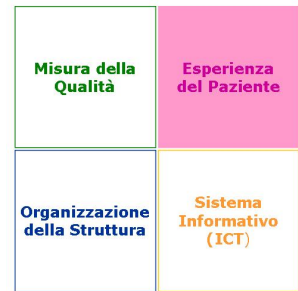 Misura della
Qualità
Esperienza
del Paziente
Organizzazione
della Struttura
Sistema
Informativo
(ICT)